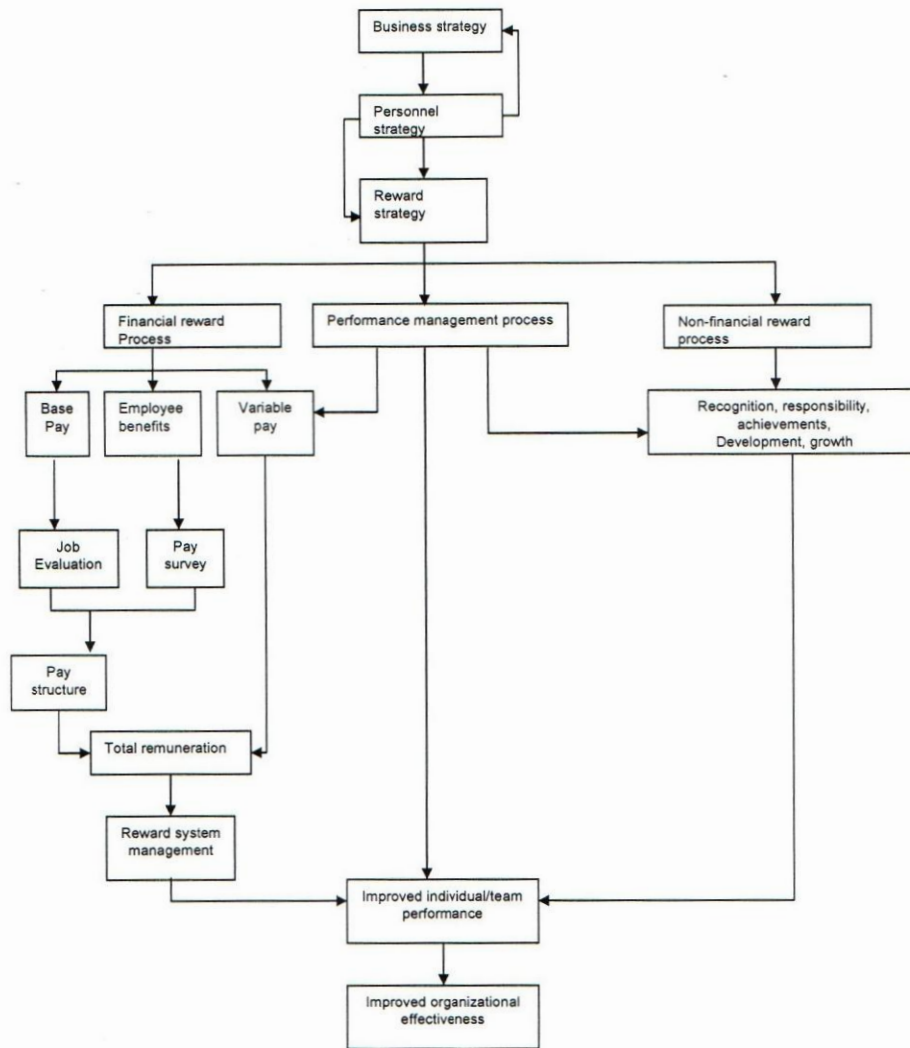 Business strategy
Personnel
strategy
Reward
strategy
Financial reward
Process
Performance management process
Non-financial reward
process
Base
Pay
Employee
benefits
Variable
pay
Recognition, responsibility,
achievements,
Development, growth
Job
Evaluation
Pay
survey
Pay
structure
Total remuneration
Reward system
management
Improved individual/team
performance
Improved organizational
effectiveness